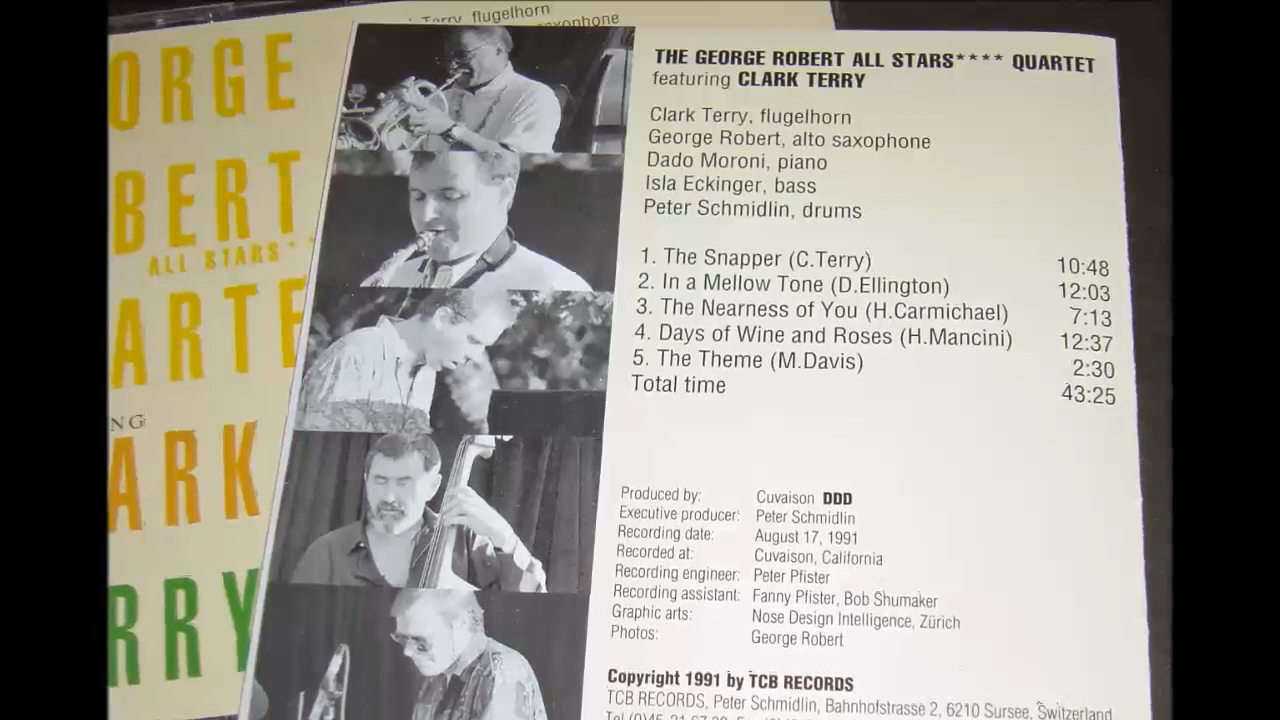 Terry, flugelhorn
ORGE
BERT
ALL STARS**
ARTE
NG
ARK
RRY
THE GEORGE ROBERT ALL STARS**** QUARTET
featuring CLARK TERRY
Clark Terry, flugelhorn
George Robert, alto saxophone
Dado Moroni, piano
Isla Eckinger, bass
Peter Schmidlin, drums
1. The Snapper (C.Terry) 10:48
2. In a Mellow Tone (D.Ellington) 12:03
3. The Nearness of You (H.Carmichael) 7:13
4. Days of Wine and Roses (H.Mancini) 12:37
5. The Theme (M.Davis) 2:30
Total time 43:25
Produced by: Cuvaison DDD
Executive producer: Peter Schmidlin
Recording date: August 17, 1991
Recorded at: Cuvaison, California
Recording engineer: Peter Pfister
Recording assistant: Fanny Pfister, Bob Shumaker
Graphic arts: Nose Design Intelligence, Zürich
Photos: George Robert
Copyright 1991 by TCB RECORDS
TCB RECORDS, Peter Schmidlin, Bahnhofstrasse 2, 6210 Sursee, Switzerland